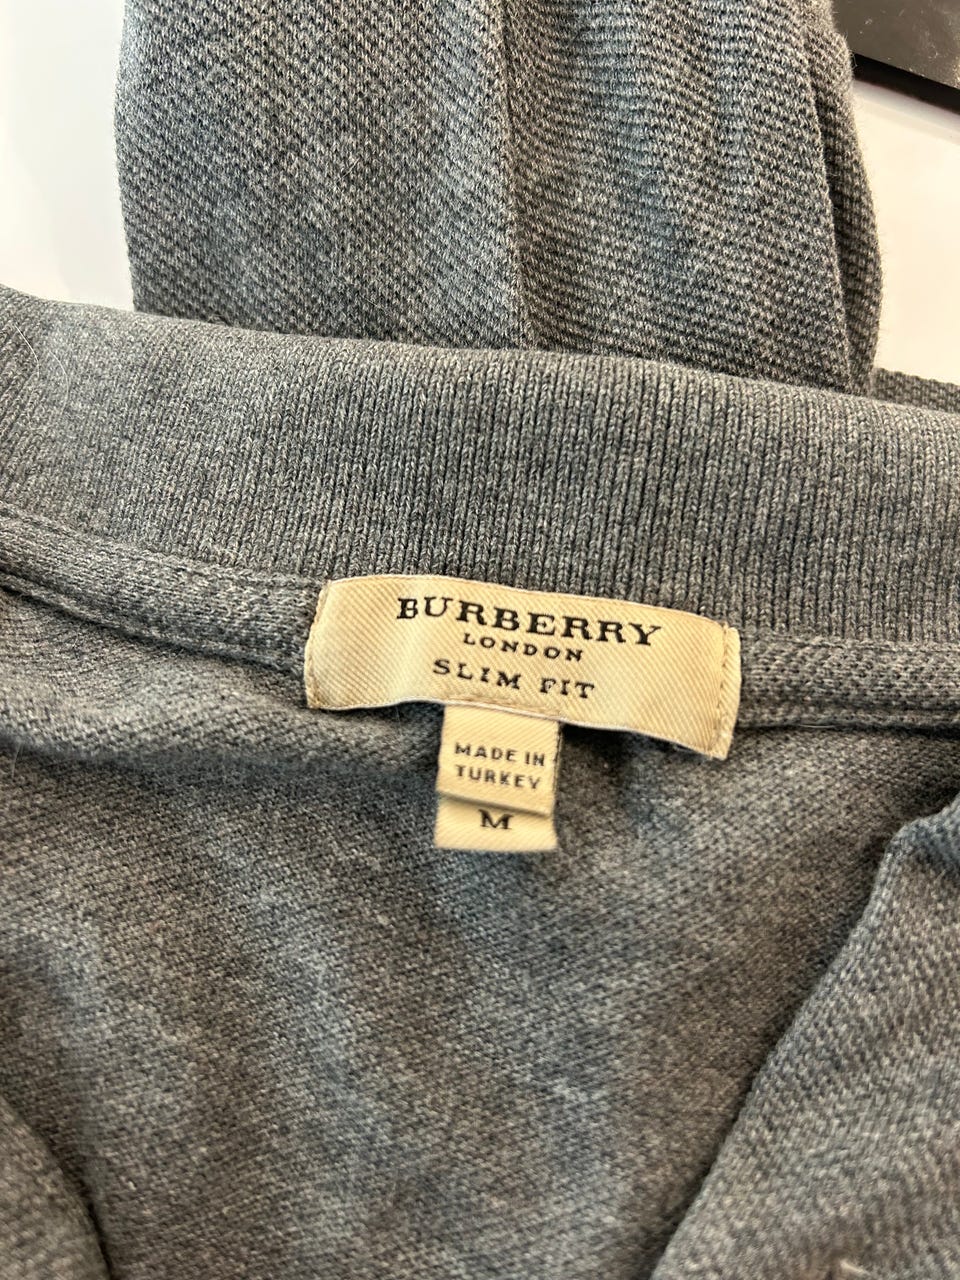 BURBERRY
LONDON
SLIM FIT
MADE IN
TURKEY
M